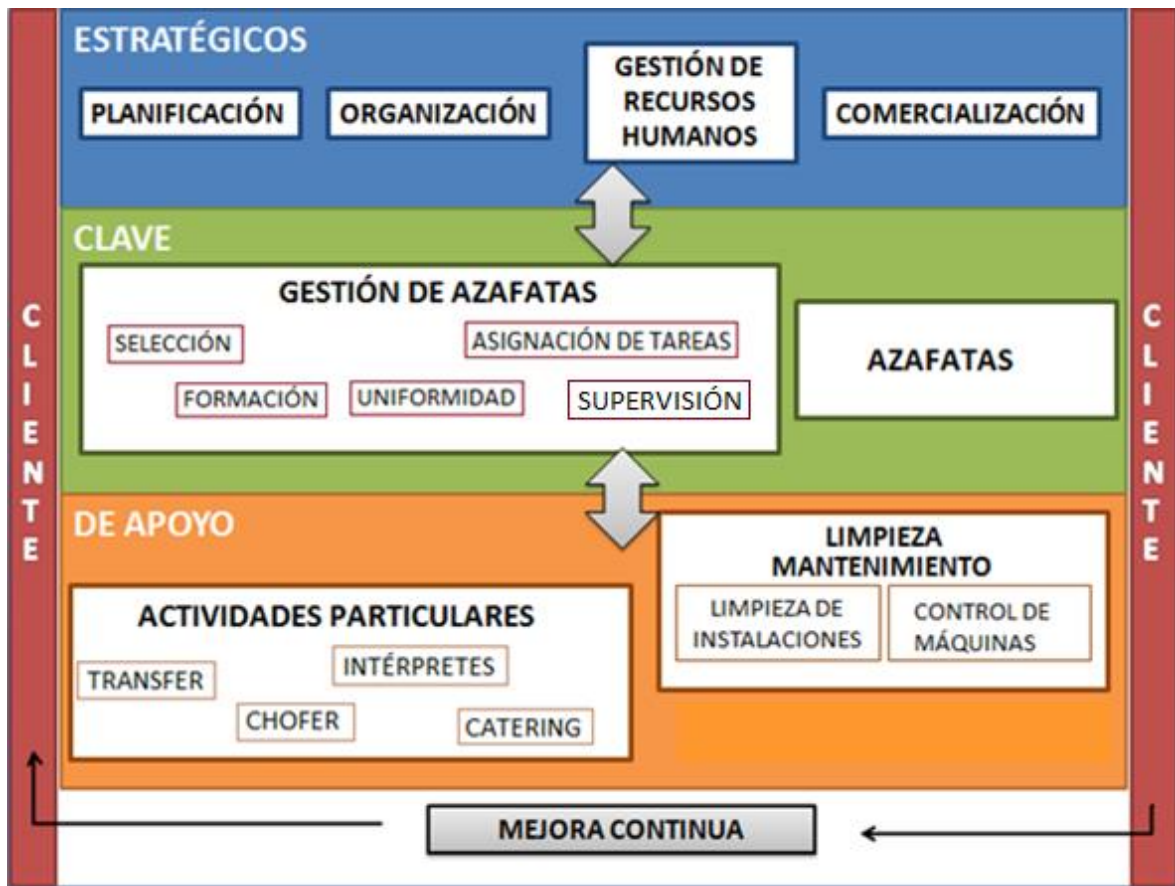 ESTRATÉGICOS
PLANIFICACIÓN
ORGANIZACIÓN
GESTIÓN DE
RECURSOS
HUMANOS
COMERCIALIZACIÓN
CLAVE
GESTIÓN DE AZAFATAS
SELECCIÓN
ASIGNACIÓN DE TAREAS
FORMACIÓN
UNIFORMIDAD
SUPERVISIÓN
AZAFATAS
DE APOYO
ACTIVIDADES PARTICULARES
TRANSFER
INTÉRPRETES
CHOFER
CATERING
LIMPIEZA
MANTENIMIENTO
LIMPIEZA DE
INSTALACIONES
CONTROL DE
MÁQUINAS
CLIENTE
CLIENTE
MEJORA CONTINUA